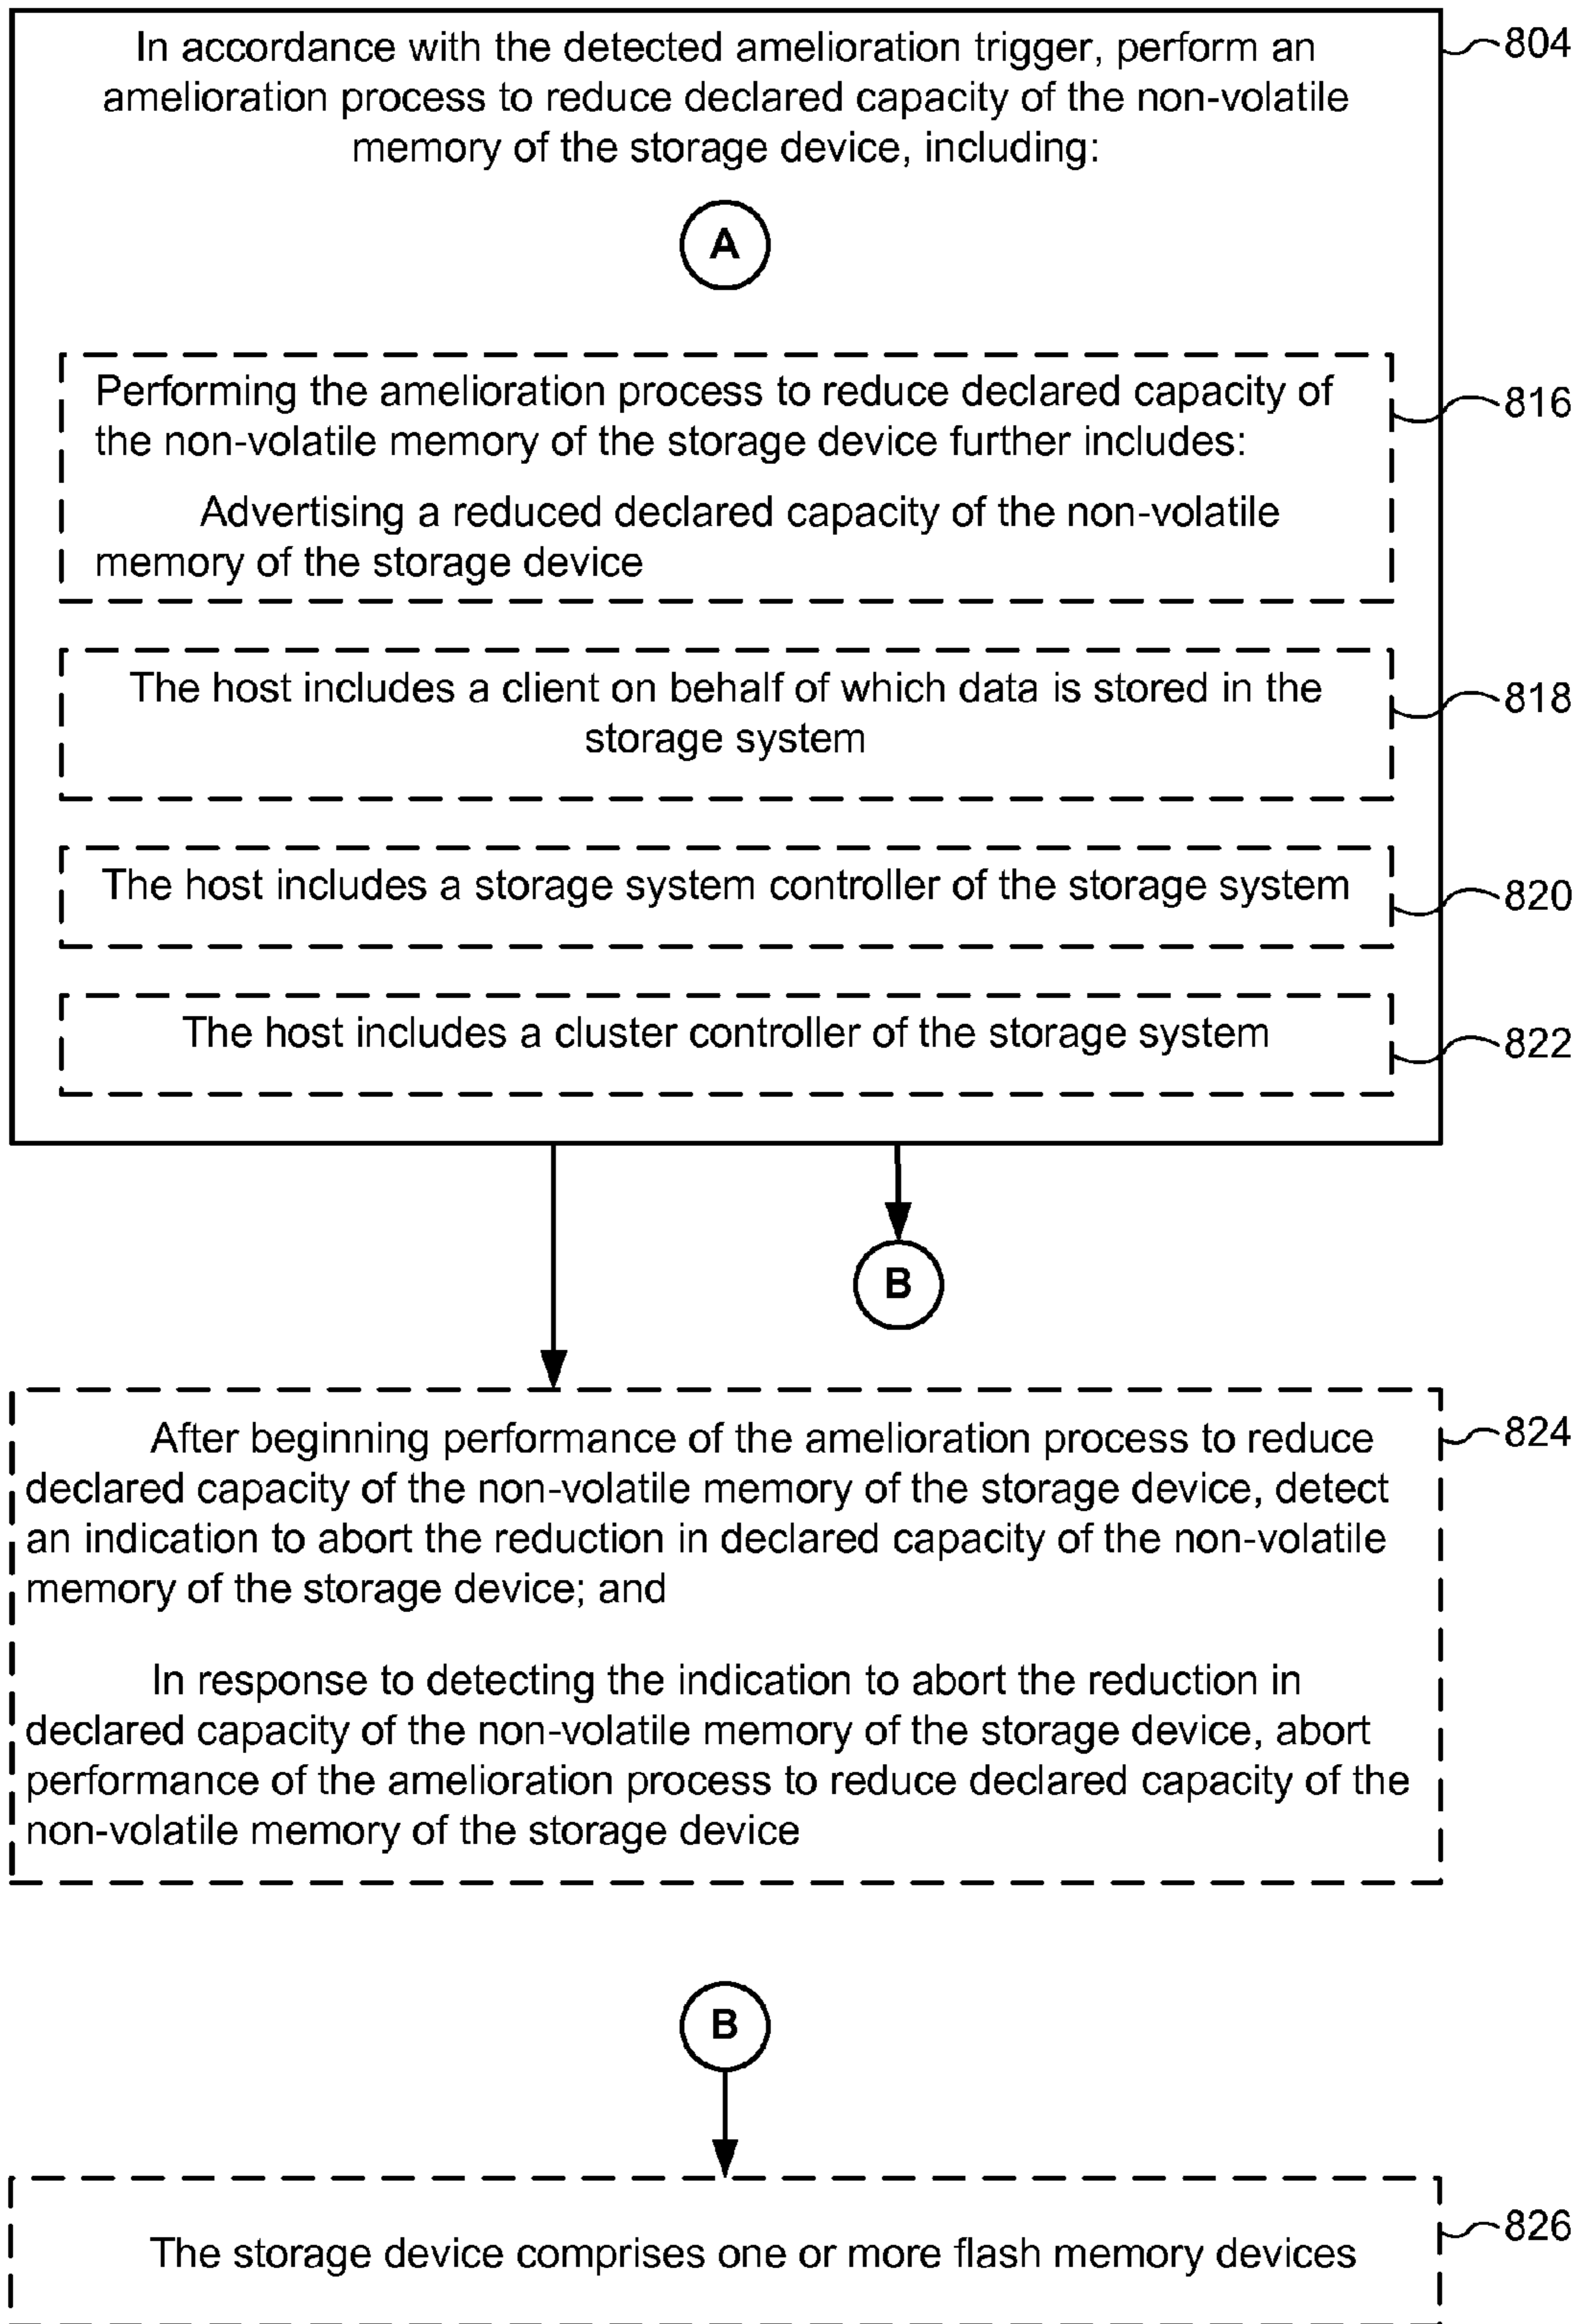 In accordance with the detected amelioration trigger, perform an
amelioration process to reduce declared capacity of the non-volatile
memory of the storage device, including:
804
A
Performing the amelioration process to reduce declared capacity of
the non-volatile memory of the storage device further includes:
816
Advertising a reduced declared capacity of the non-volatile
memory of the storage device
The host includes a client on behalf of which data is stored in the
storage system
818
The host includes a storage system controller of the storage system
820
The host includes a cluster controller of the storage system
822
B
After beginning performance of the amelioration process to reduce
declared capacity of the non-volatile memory of the storage device, detect
an indication to abort the reduction in declared capacity of the non-volatile
memory of the storage device; and
824
In response to detecting the indication to abort the reduction in
declared capacity of the non-volatile memory of the storage device, abort
performance of the amelioration process to reduce declared capacity of the
non-volatile memory of the storage device
B
The storage device comprises one or more flash memory devices
826